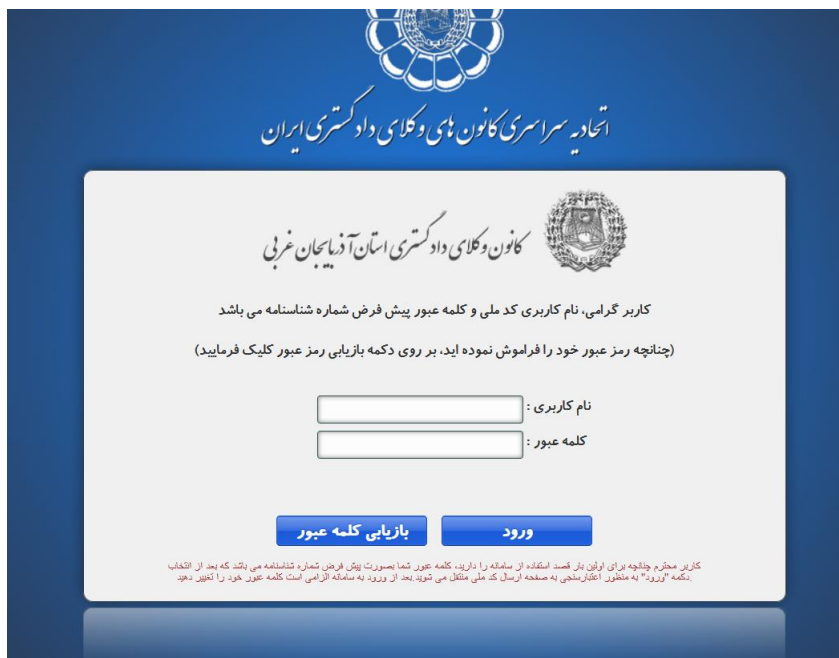 اتحادیه سراسری کانون های وکلای دادگستری ایران
کانون وکلای دادگستری استان آذربایجان غربی
کاربر گرامی، نام کاربری کد ملی و کلمه عبور پیش فرض شماره شناسنامه می باشد
(چنانچه رمز عبور خود را فراموش نموده اید، بر روی دکمه بازیابی رمز عبور کلیک فرمایید)
نام کاربری :
کلمه عبور :
ورود
بازیابی کلمه عبور
کاربر محترم چنانچه برای اولین بار قصد استفاده از سامانه را دارید، کلمه عبور شما بصورت پیش فرض شماره شناسنامه می باشد که بعد از انتخاب
دکمه "ورود" به منظور اعتبارسنجی به صفحه ارسال کد ملی منتقل می شوید.بعد از ورود به سامانه الزامی است کلمه عبور خود را تغییر دهید.